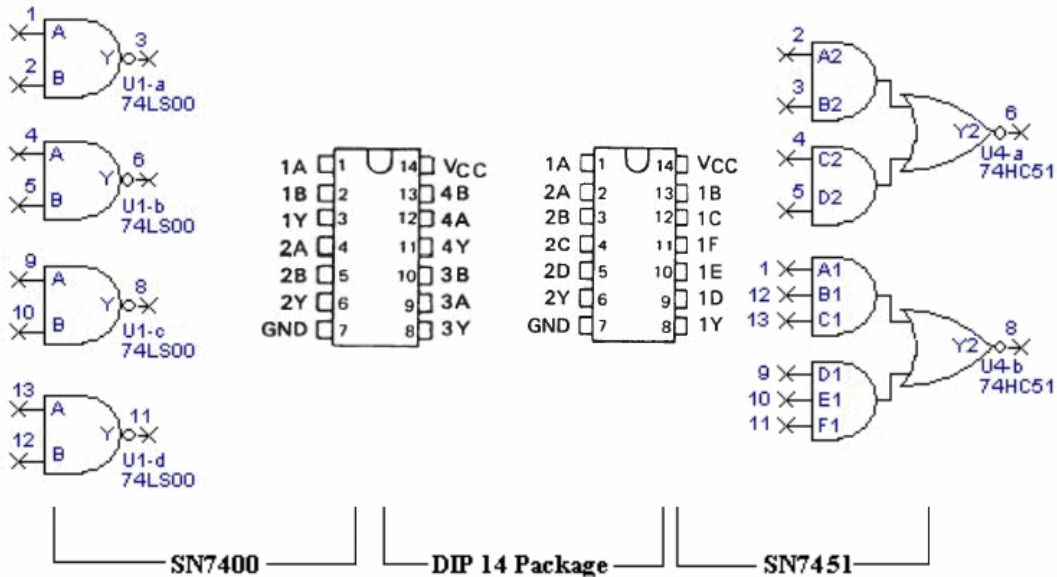 1
A
Y
3
2
B
U1-a
74LS00
4
A
Y
6
5
B
U1-b
74LS00
9
A
Y
8
10
B
U1-c
74LS00
13
A
Y
11
12
B
U1-d
74LS00
1A 1 14 VCC
1B 2 13 4B
1Y 3 12 4A
2A 4 11 4Y
2B 5 10 3B
2Y 6 9 3A
GND 7 8 3Y
1A 1 14 VCC
2A 2 13 1B
2B 3 12 1C
2C 4 11 1F
2D 5 10 1E
2Y 6 9 1D
GND 7 8 1Y
2 A2
3 B2
4 C2
5 D2
Y2 6
U4-a
74HC51
1 A1
12 B1
13 C1
9 D1
10 E1
11 F1
Y2 8
U4-b
74HC51
SN7400
DIP 14 Package
SN7451